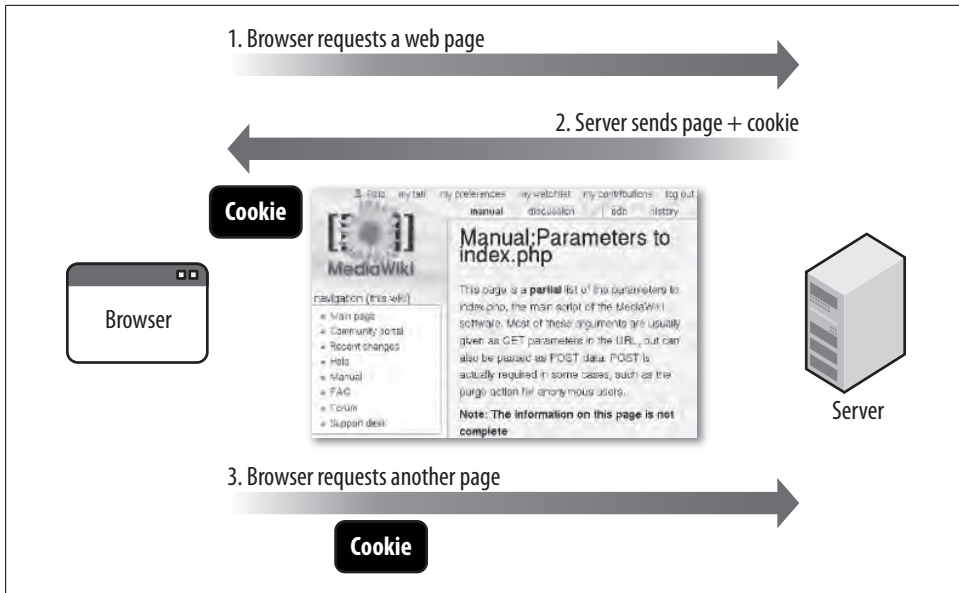 1. Browser requests a web page
2. Server sends page + cookie
Cookie
my talk my preferences my watchlist my contributions log out
manual discussion edit history
MediaWiki
Manual:Parameters to
index.php
navigation (this wiki)
Main page
Community portal
Recent changes
Help
Manual
FAQ
Forum
Support desk
This page is a partial list of the parameters to
index.php, the main script of the MediaWiki
software. Most of these arguments are usually
given as GET parameters in the URL, but can
also be passed as POST data. POST is
actually required in some cases, such as the
purge action for anonymous users.
Note: The information on this page is not
complete
Browser
Server
3. Browser requests another page
Cookie